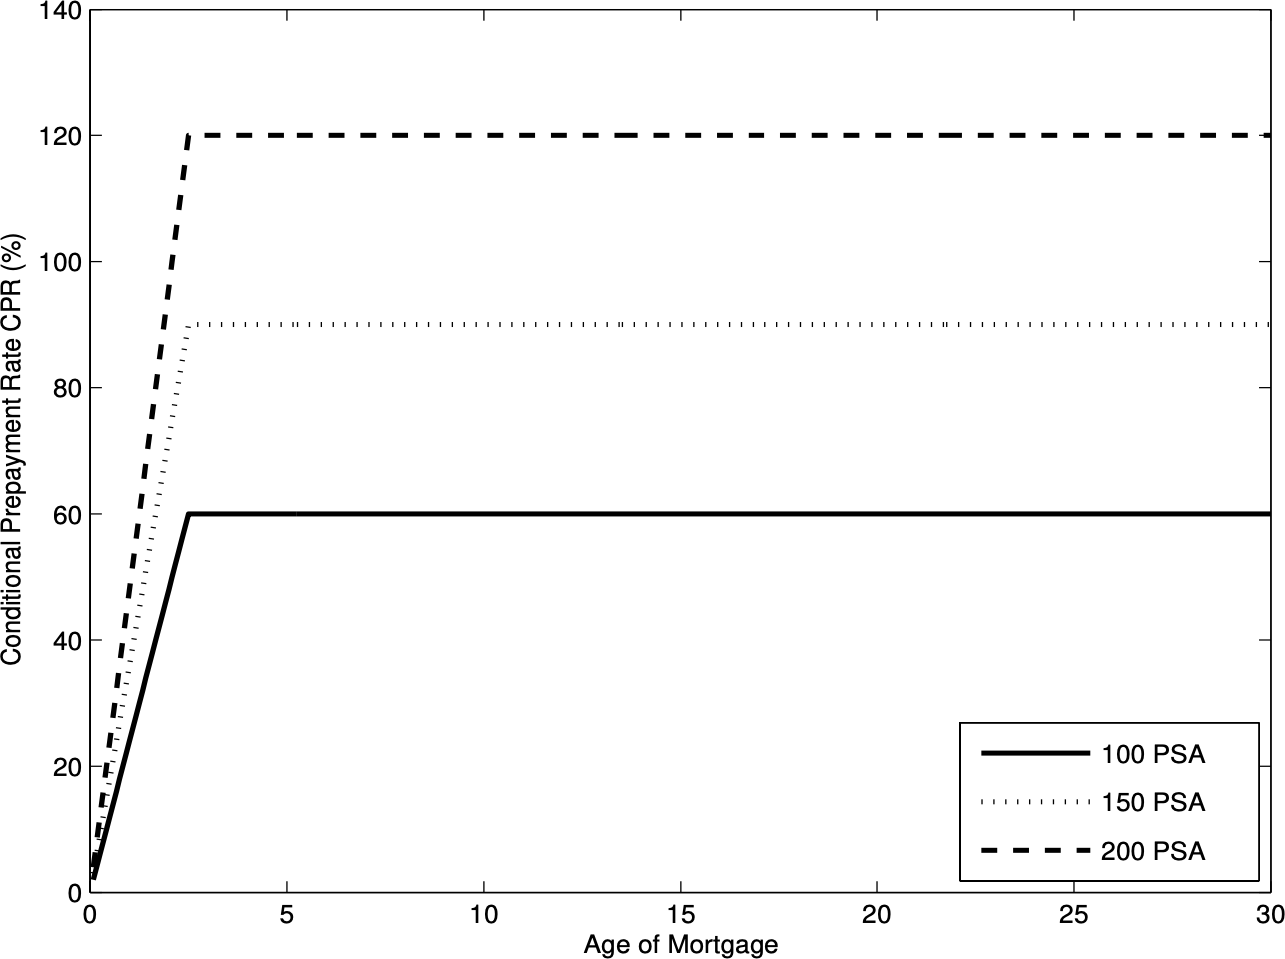 140
120
100
80
60
40
20
0
Conditional Prepayment Rate CPR (%)
100 PSA
150 PSA
200 PSA
0 5 10 15 20 25 30
Age of Mortgage